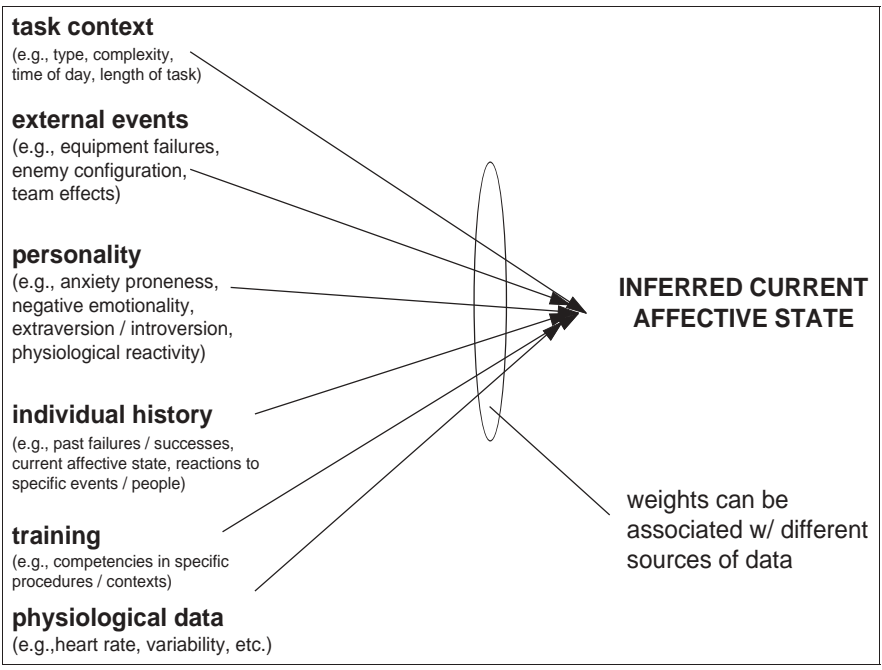 task context
(e.g., type, complexity,
time of day, length of task)
external events
(e.g., equipment failures,
enemy configuration,
team effects)
personality
(e.g., anxiety proneness,
negative emotionality,
extraversion / introversion,
physiological reactivity)
individual history
(e.g., past failures / successes,
current affective state, reactions to
specific events / people)
training
(e.g., competencies in specific
procedures / contexts)
physiological data
(e.g.,heart rate, variability, etc.)
INFERRED CURRENT
AFFECTIVE STATE
weights can be
associated w/ different
sources of data